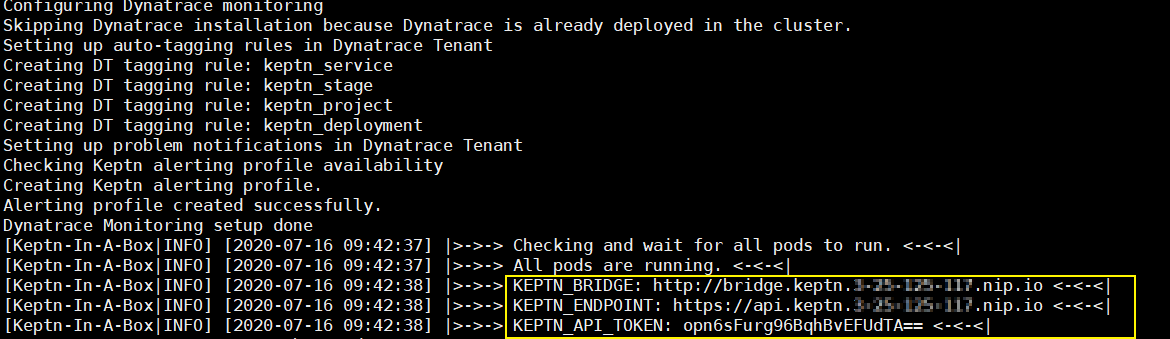 Configuring Dynatrace monitoring
Skipping Dynatrace installation because Dynatrace is already deployed in the cluster.
Setting up auto-tagging rules in Dynatrace Tenant
Creating DT tagging rule: keptn_service
Creating DT tagging rule: keptn_stage
Creating DT tagging rule: keptn_project
Creating DT tagging rule: keptn_deployment
Setting up problem notifications in Dynatrace Tenant
Checking Keptn alerting profile availability
Creating Keptn alerting profile.
Alerting profile created successfully.
Dynatrace Monitoring setup done
[Keptn-In-A-Box|INFO] [2020-07-16 09:42:37] |>->-> Checking and wait for all pods to run. <-<-<|
[Keptn-In-A-Box|INFO] [2020-07-16 09:42:37] |>->-> All pods are running. <-<-<|
[Keptn-In-A-Box|INFO] [2020-07-16 09:42:38] |>->-> KEPTN_BRIDGE: http://bridge.keptn. .nip.io <-<-<|
[Keptn-In-A-Box|INFO] [2020-07-16 09:42:38] |>->-> KEPTN_ENDPOINT: https://api.keptn. .nip.io <-<-<|
[Keptn-In-A-Box|INFO] [2020-07-16 09:42:38] |>->-> KEPTN_API_TOKEN: opn6sFurg96BqhBvEFUdTA== <-<-<|